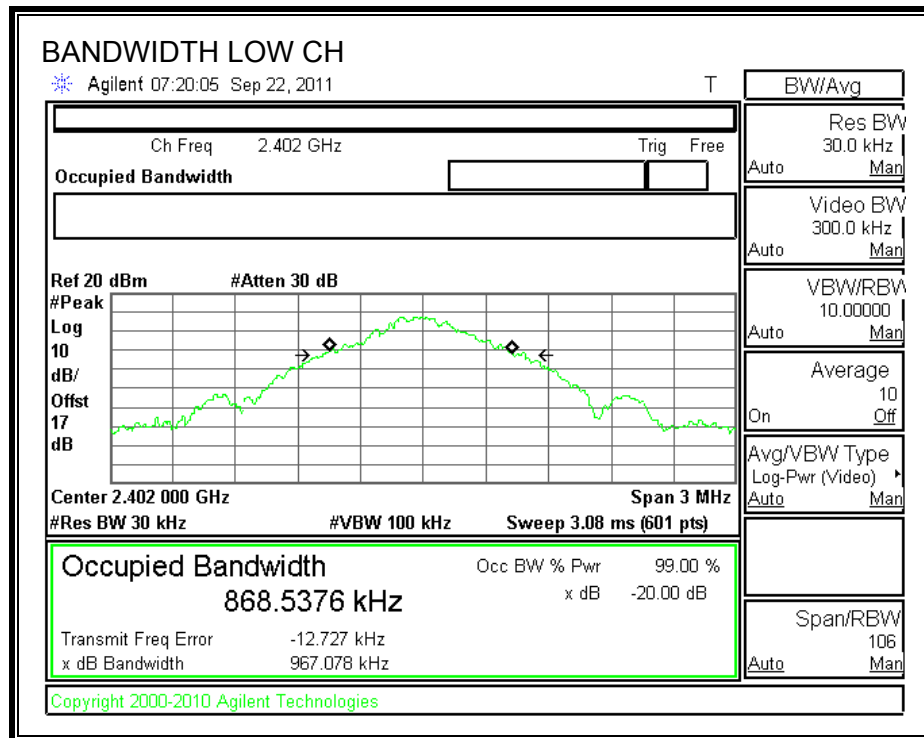 BANDWIDTH LOW CH
Agilent 07:20:05 Sep 22, 2011 T
Ch Freq 2.402 GHz Trig Free
Occupied Bandwidth
Ref 20 dBm #Atten 30 dB
#Peak
Log
10
dB/
Offst
17
dB
Center 2.402 000 GHz Span 3 MHz
#Res BW 30 kHz #VBW 100 kHz Sweep 3.08 ms (601 pts)
Occupied Bandwidth
868.5376 kHz
Occ BW % Pwr 99.00 %
x dB -20.00 dB
Transmit Freq Error -12.727 kHz
x dB Bandwidth 967.078 kHz
Copyright 2000-2010 Agilent Technologies
BW/Avg
Res BW
30.0 kHz
Auto Man
Video BW
300.0 kHz
Auto Man
VBW/RBW
10.00000
Auto Man
Average
10
On Off
Avg/VBW Type
Log-Pwr (Video)
Auto Man
Span/RBW
106
Auto Man